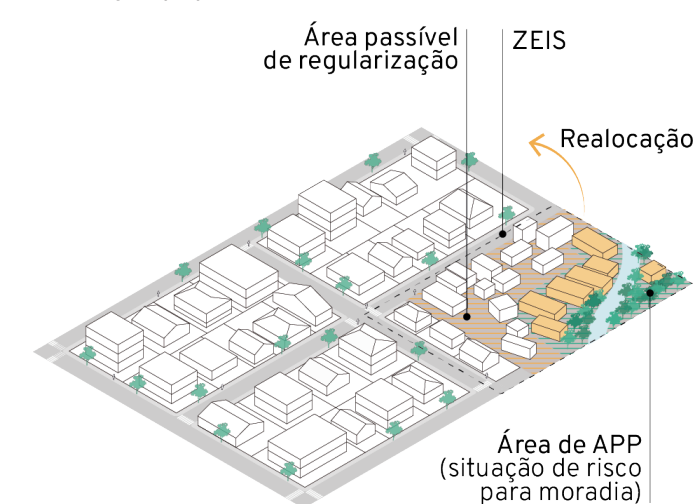 Área passível
de regularização
ZEIS
Realocação
Área de APP
(situação de risco
para moradia)